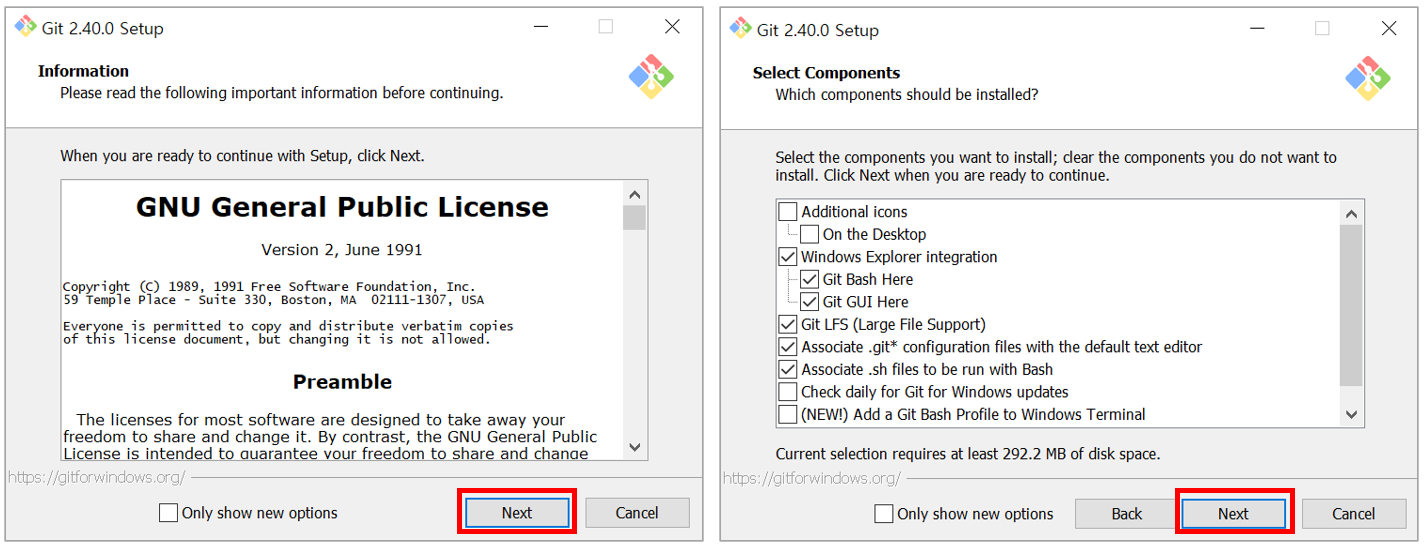 Git 2.40.0 Setup
Information
Please read the following important information before continuing.
When you are ready to continue with Setup, click Next.
GNU General Public License
Version 2, June 1991
Copyright (C) 1989, 1991 Free Software Foundation, Inc.
59 Temple Place - Suite 330, Boston, MA  02111-1307, USA
Everyone is permitted to copy and distribute verbatim copies
of this license document, but changing it is not allowed.
Preamble
The licenses for most software are designed to take away your
freedom to share and change it. By contrast, the GNU General Public
License is intended to guarantee your freedom to share and change
https://gitforwindows.org/
Only show new options
Next
Cancel
Git 2.40.0 Setup
Select Components
Which components should be installed?
Select the components you want to install; clear the components you do not want to
install. Click Next when you are ready to continue.
Additional icons
On the Desktop
Windows Explorer integration
Git Bash Here
Git GUI Here
Git LFS (Large File Support)
Associate .git* configuration files with the default text editor
Associate .sh files to be run with Bash
Check daily for Git for Windows updates
(NEW!) Add a Git Bash Profile to Windows Terminal
Current selection requires at least 292.2 MB of disk space.
https://gitforwindows.org/
Only show new options
Back
Next
Cancel